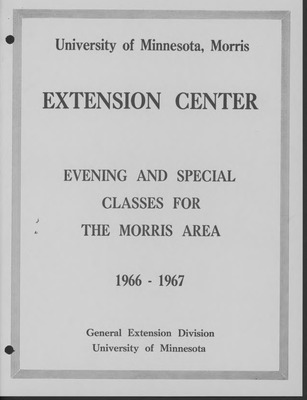 University of Minnesota, Morris
EXTENSION CENTER
EVENING AND SPECIAL
CLASSES FOR
THE MORRIS AREA
1966 - 1967
General Extension Division
University of Minnesota